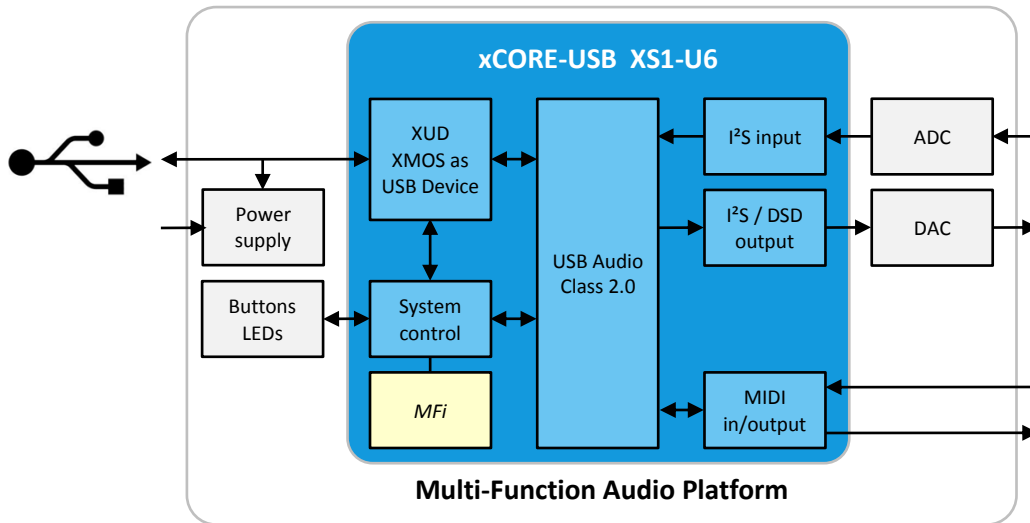 xCORE-USB XS1-U6
XUD
XMOS as
USB Device
I²S input
ADC
Power
supply
I²S / DSD
output
DAC
USB Audio
Class 2.0
Buttons
LEDs
System
control
MFi
MIDI
in/output
Multi-Function Audio Platform